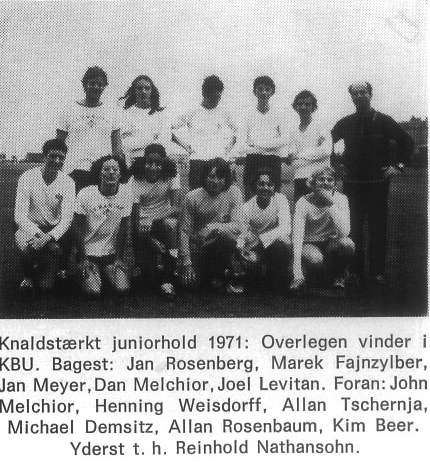 Knaldstærkt juniorhold 1971: Overlegen vinder i
KBU. Bagest: Jan Rosenberg, Marek Fajnzylber,
Jan Meyer, Dan Melchior, Joel Levitan. Foran: John
Melchior, Henning Weisdorff, Allan Tschernja,
Michael Demsitz, Allan Rosenbaum, Kim Beer.
Yderst t. h. Reinhold Nathansohn.